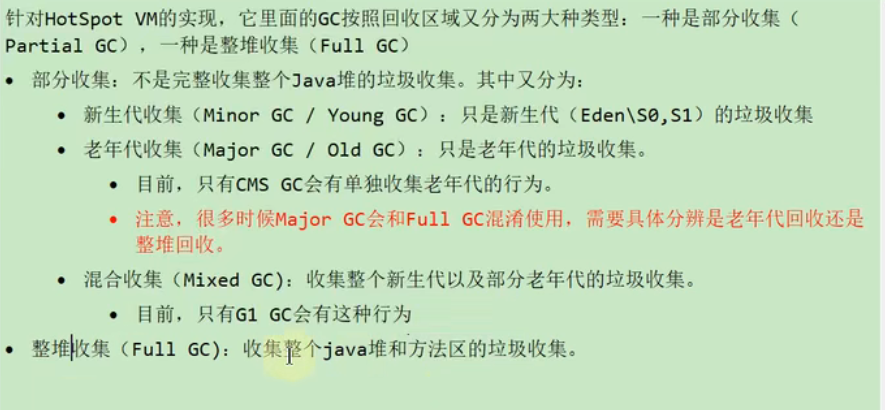 针对HotSpot VM的实现，它里面的GC按照回收区域又分为两大种类型：一种是部分收集（
Partial GC），一种是整堆收集（Full GC）
• 部分收集：不是完整收集整个Java堆的垃圾收集。其中又分为：
• 新生代收集（Minor GC / Young GC）：只是新生代（Eden\S0,S1）的垃圾收集
• 老年代收集（Major GC / Old GC）：只是老年代的垃圾收集。
• 目前，只有CMS GC会有单独收集老年代的行为。
• 注意，很多时候Major GC会和Full GC混淆使用，需要具体分辨是老年代回收还是
整堆回收。
• 混合收集（Mixed GC)：收集整个新生代以及部分老年代的垃圾收集。
• 目前，只有G1 GC会有这种行为
• 整堆收集（Full GC)：收集整个java堆和方法区的垃圾收集。